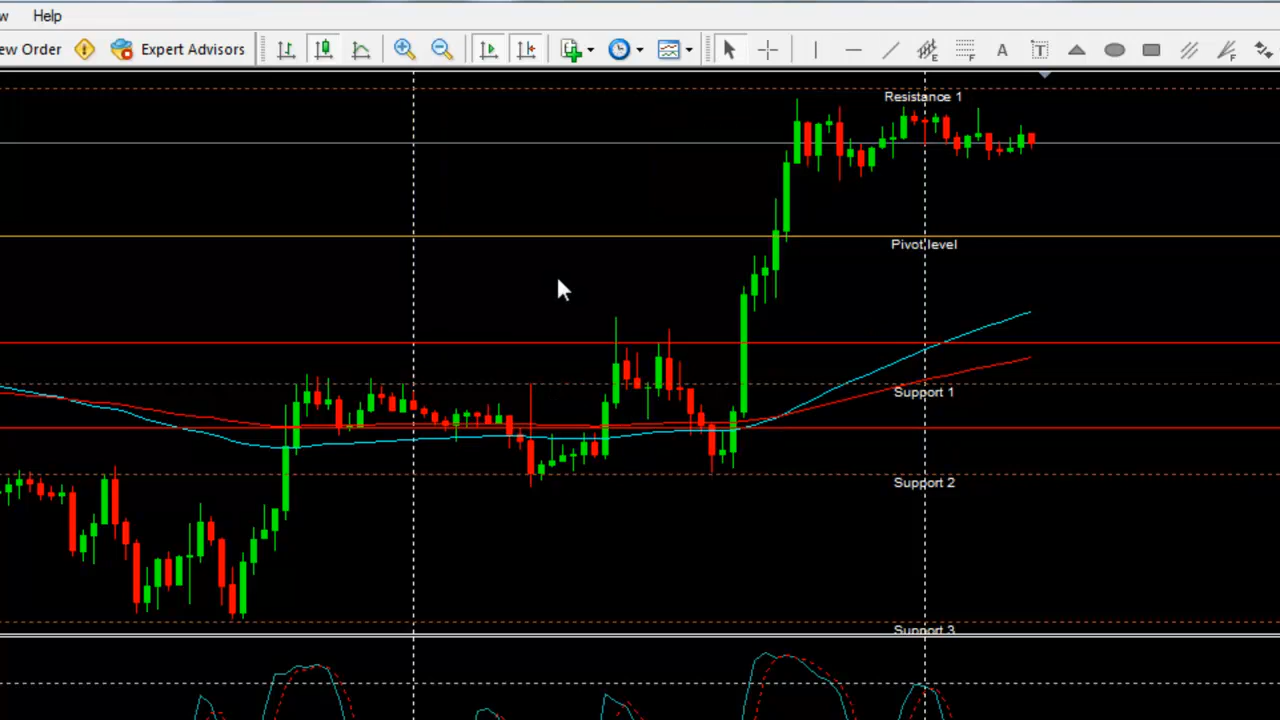 w Help
ew Order Expert Advisors
E F A T F
Resistance 1
Pivot level
Support 1
Support 2
Support 3